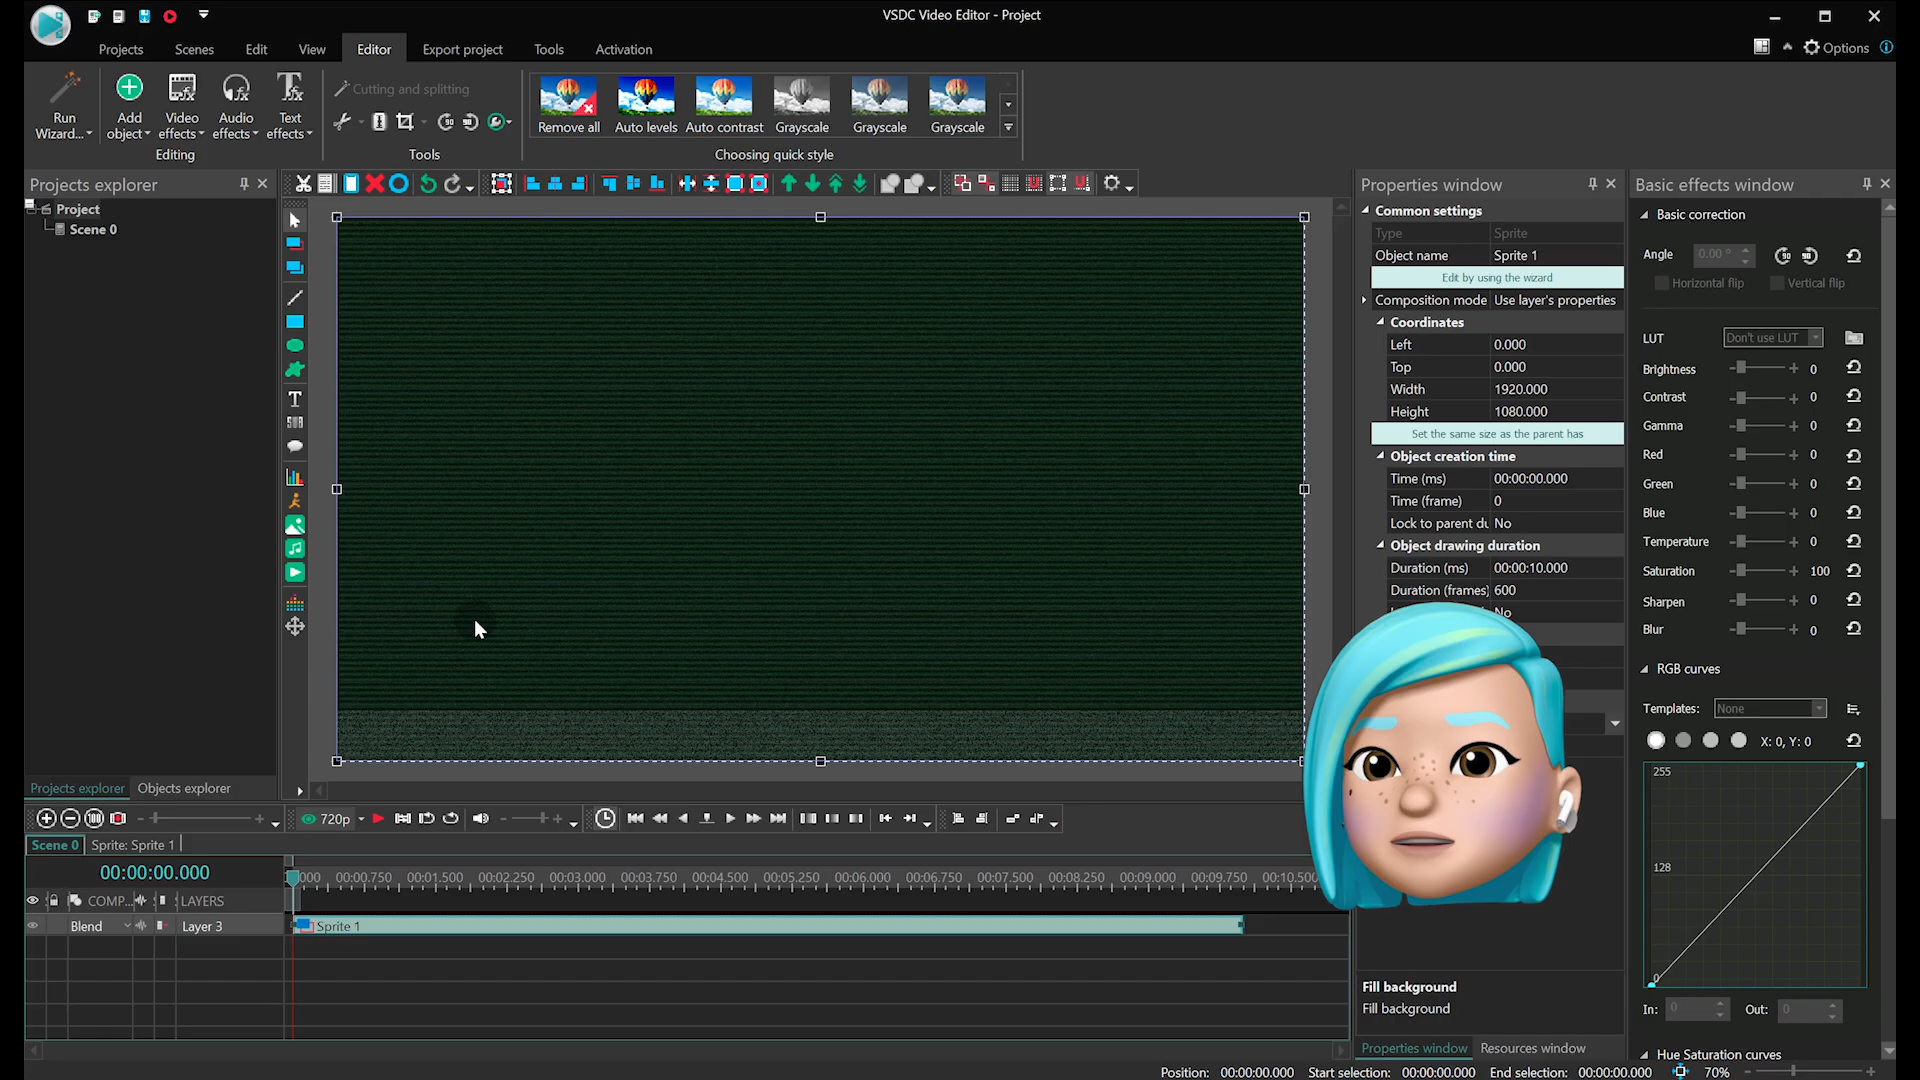 VSDC Video Editor - Project
Projects
Scenes
Edit
View
Editor
Export project
Tools
Activation
Options
Run
Wizard...
Add
object
Video
effects
Audio
effects
Text
effects
Editing
Cutting and splitting
Tools
Remove all
Auto levels
Auto contrast
Grayscale
Grayscale
Grayscale
Choosing quick style
Projects explorer
Project
Scene 0
Projects explorer
Objects explorer
Properties window
Common settings
Type Sprite
Object name Sprite 1
Edit by using the wizard
Composition mode Use layer's properties
Coordinates
Left 0.000
Top 0.000
Width 1920.000
Height 1080.000
Set the same size as the parent has
Object creation time
Time (ms) 00:00:00.000
Time (frame) 0
Lock to parent du No
Object drawing duration
Duration (ms) 00:00:10.000
Duration (frames) 600
No
Fill background
Fill background
Properties window
Resources window
Basic effects window
Basic correction
Angle 0.00 °
90
90
Horizontal flip
Vertical flip
LUT Don't use LUT
Brightness 0
Contrast 0
Gamma 0
Red 0
Green 0
Blue 0
Temperature 0
Saturation 100
Sharpen 0
Blur 0
RGB curves
Templates: None
X: 0, Y: 0
255
128
0
In: 0
Out: 0
Hue Saturation curves
720p
Scene 0
Sprite: Sprite 1
00:00:00.000
000 00:00.750 00:01.500 00:02.250 00:03.000 00:03.750 00:04.500 00:05.250 00:06.000 00:06.750 00:07.500 00:08.250 00:09.000 00:09.750 00:10.500
COMP...
LAYERS
Blend
Layer 3
Sprite 1
Position: 00:00:00.000
Start selection: 00:00:00.000
End selection: 00:00:00.000
70%